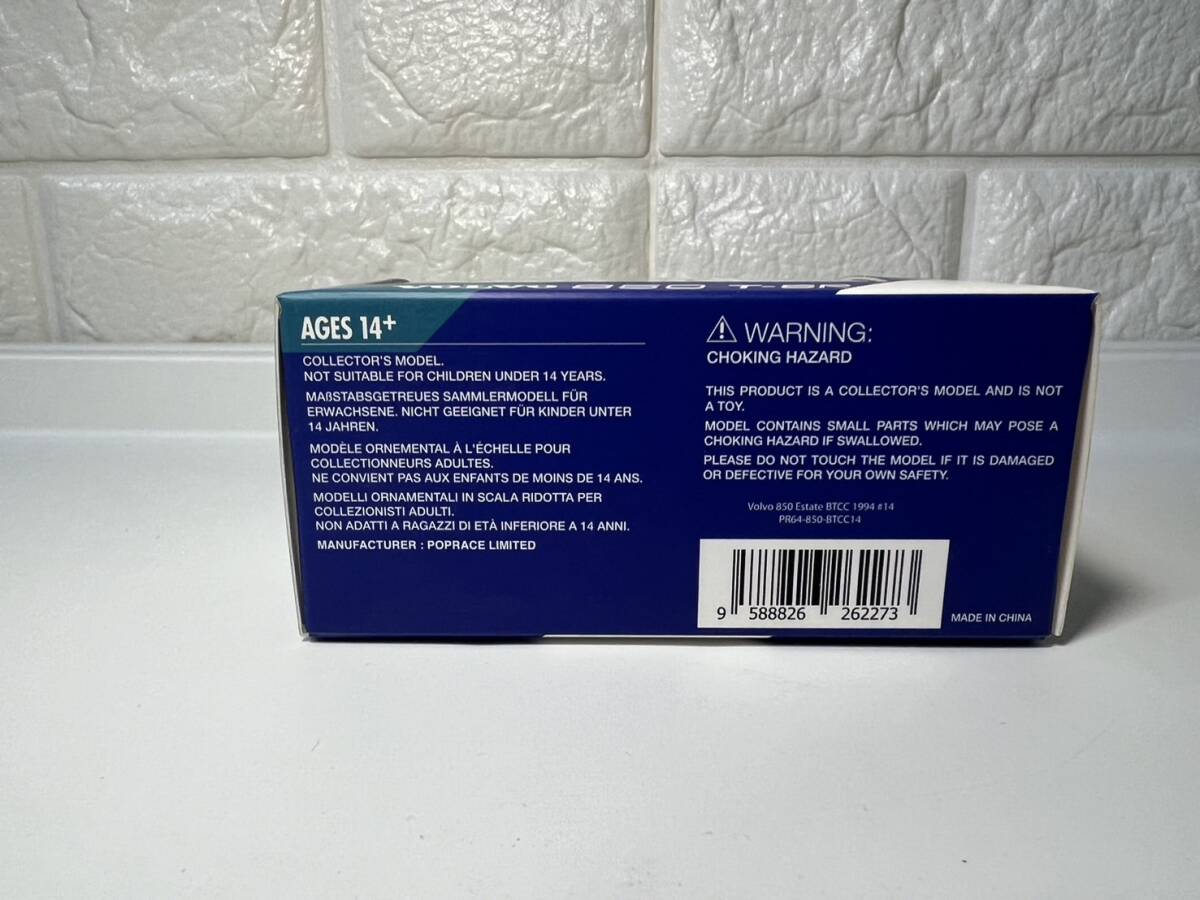 AGES 14+
COLLECTOR'S MODEL.
NOT SUITABLE FOR CHILDREN UNDER 14 YEARS.
MAßSTABSGETREUES SAMMLERMODELL FÜR
ERWACHSENE. NICHT GEEIGNET FÜR KINDER UNTER
14 JAHREN.
MODÈLE ORNEMENTAL À L'ÉCHELLE POUR
COLLECTIONNEURS ADULTES.
NE CONVIENT PAS AUX ENFANTS DE MOINS DE 14 ANS.
MODELLI ORNAMENTALI IN SCALA RIDOTTA PER
COLLEZIONISTI ADULTI.
NON ADATTI A RAGAZZI DI ETÀ INFERIORE A 14 ANNI.
MANUFACTURER : POPRACE LIMITED
WARNING:
CHOKING HAZARD
THIS PRODUCT IS A COLLECTOR'S MODEL AND IS NOT
A TOY.
MODEL CONTAINS SMALL PARTS WHICH MAY POSE A
CHOKING HAZARD IF SWALLOWED.
PLEASE DO NOT TOUCH THE MODEL IF IT IS DAMAGED
OR DEFECTIVE FOR YOUR OWN SAFETY.
Volvo 850 Estate BTCC 1994 #14
PR64-850-BTCC14
9 588826 262273
MADE IN CHINA